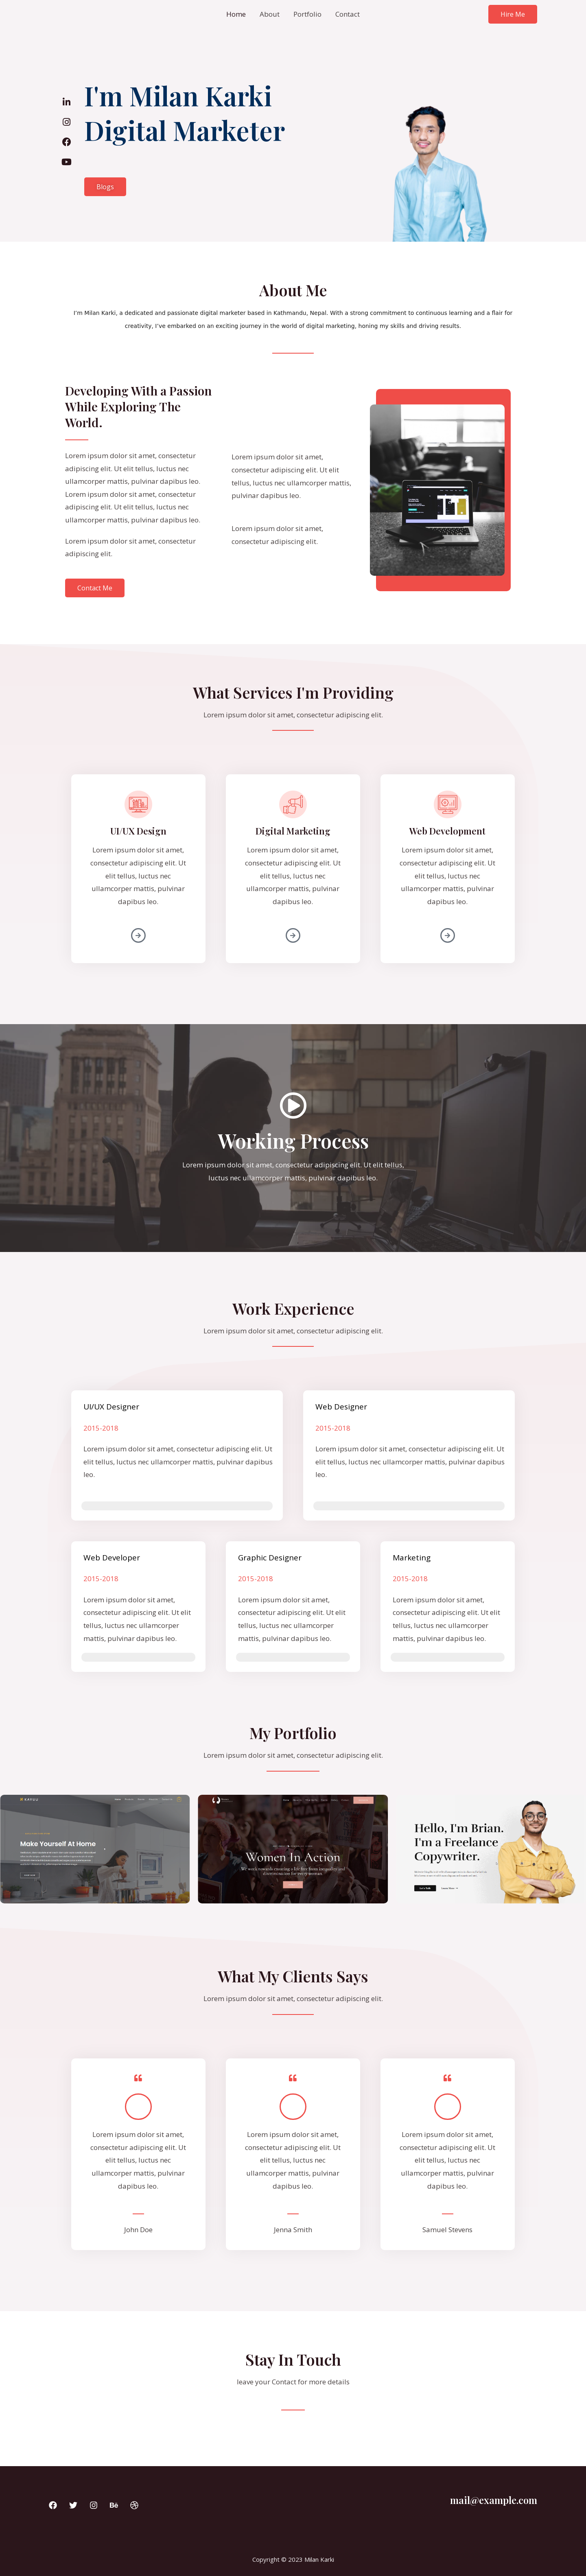 Home About Portfolio Contact Hire Me
I'm Milan Karki
Digital Marketer
Blogs
About Me
I'm Milan Karki, a dedicated and passionate digital marketer based in Kathmandu, Nepal. With a strong commitment to continuous learning and a flair for
creativity, I've embarked on an exciting journey in the world of digital marketing, honing my skills and driving results.
Developing With a Passion
While Exploring The
World.
Lorem ipsum dolor sit amet, consectetur
adipiscing elit. Ut elit tellus, luctus nec
ullamcorper mattis, pulvinar dapibus leo.
Lorem ipsum dolor sit amet, consectetur
adipiscing elit. Ut elit tellus, luctus nec
ullamcorper mattis, pulvinar dapibus leo.
Lorem ipsum dolor sit amet, consectetur
adipiscing elit.
Lorem ipsum dolor sit amet,
consectetur adipiscing elit. Ut elit
tellus, luctus nec ullamcorper mattis,
pulvinar dapibus leo.
Lorem ipsum dolor sit amet,
consectetur adipiscing elit.
Contact Me
What Services I'm Providing
Lorem ipsum dolor sit amet, consectetur adipiscing elit.
UI/UX Design
Lorem ipsum dolor sit amet,
consectetur adipiscing elit. Ut
elit tellus, luctus nec
ullamcorper mattis, pulvinar
dapibus leo.
Digital Marketing
Lorem ipsum dolor sit amet,
consectetur adipiscing elit. Ut
elit tellus, luctus nec
ullamcorper mattis, pulvinar
dapibus leo.
Web Development
Lorem ipsum dolor sit amet,
consectetur adipiscing elit. Ut
elit tellus, luctus nec
ullamcorper mattis, pulvinar
dapibus leo.
Working Process
Lorem ipsum dolor sit amet, consectetur adipiscing elit. Ut elit tellus,
luctus nec ullamcorper mattis, pulvinar dapibus leo.
Work Experience
Lorem ipsum dolor sit amet, consectetur adipiscing elit.
UI/UX Designer
2015-2018
Lorem ipsum dolor sit amet, consectetur adipiscing elit. Ut
elit tellus, luctus nec ullamcorper mattis, pulvinar dapibus
leo.
Web Designer
2015-2018
Lorem ipsum dolor sit amet, consectetur adipiscing elit. Ut
elit tellus, luctus nec ullamcorper mattis, pulvinar dapibus
leo.
Web Developer
2015-2018
Lorem ipsum dolor sit amet,
consectetur adipiscing elit. Ut elit
tellus, luctus nec ullamcorper
mattis, pulvinar dapibus leo.
Graphic Designer
2015-2018
Lorem ipsum dolor sit amet,
consectetur adipiscing elit. Ut elit
tellus, luctus nec ullamcorper
mattis, pulvinar dapibus leo.
Marketing
2015-2018
Lorem ipsum dolor sit amet,
consectetur adipiscing elit. Ut elit
tellus, luctus nec ullamcorper
mattis, pulvinar dapibus leo.
My Portfolio
Lorem ipsum dolor sit amet, consectetur adipiscing elit.
Make Yourself At Home
Women In Action
Hello, I'm Brian.
I'm a Freelance
Copywriter.
What My Clients Says
Lorem ipsum dolor sit amet, consectetur adipiscing elit.
Lorem ipsum dolor sit amet,
consectetur adipiscing elit. Ut
elit tellus, luctus nec
ullamcorper mattis, pulvinar
dapibus leo.
John Doe
Lorem ipsum dolor sit amet,
consectetur adipiscing elit. Ut
elit tellus, luctus nec
ullamcorper mattis, pulvinar
dapibus leo.
Jenna Smith
Lorem ipsum dolor sit amet,
consectetur adipiscing elit. Ut
elit tellus, luctus nec
ullamcorper mattis, pulvinar
dapibus leo.
Samuel Stevens
Stay In Touch
leave your Contact for more details
mail@example.com
Copyright © 2023 Milan Karki